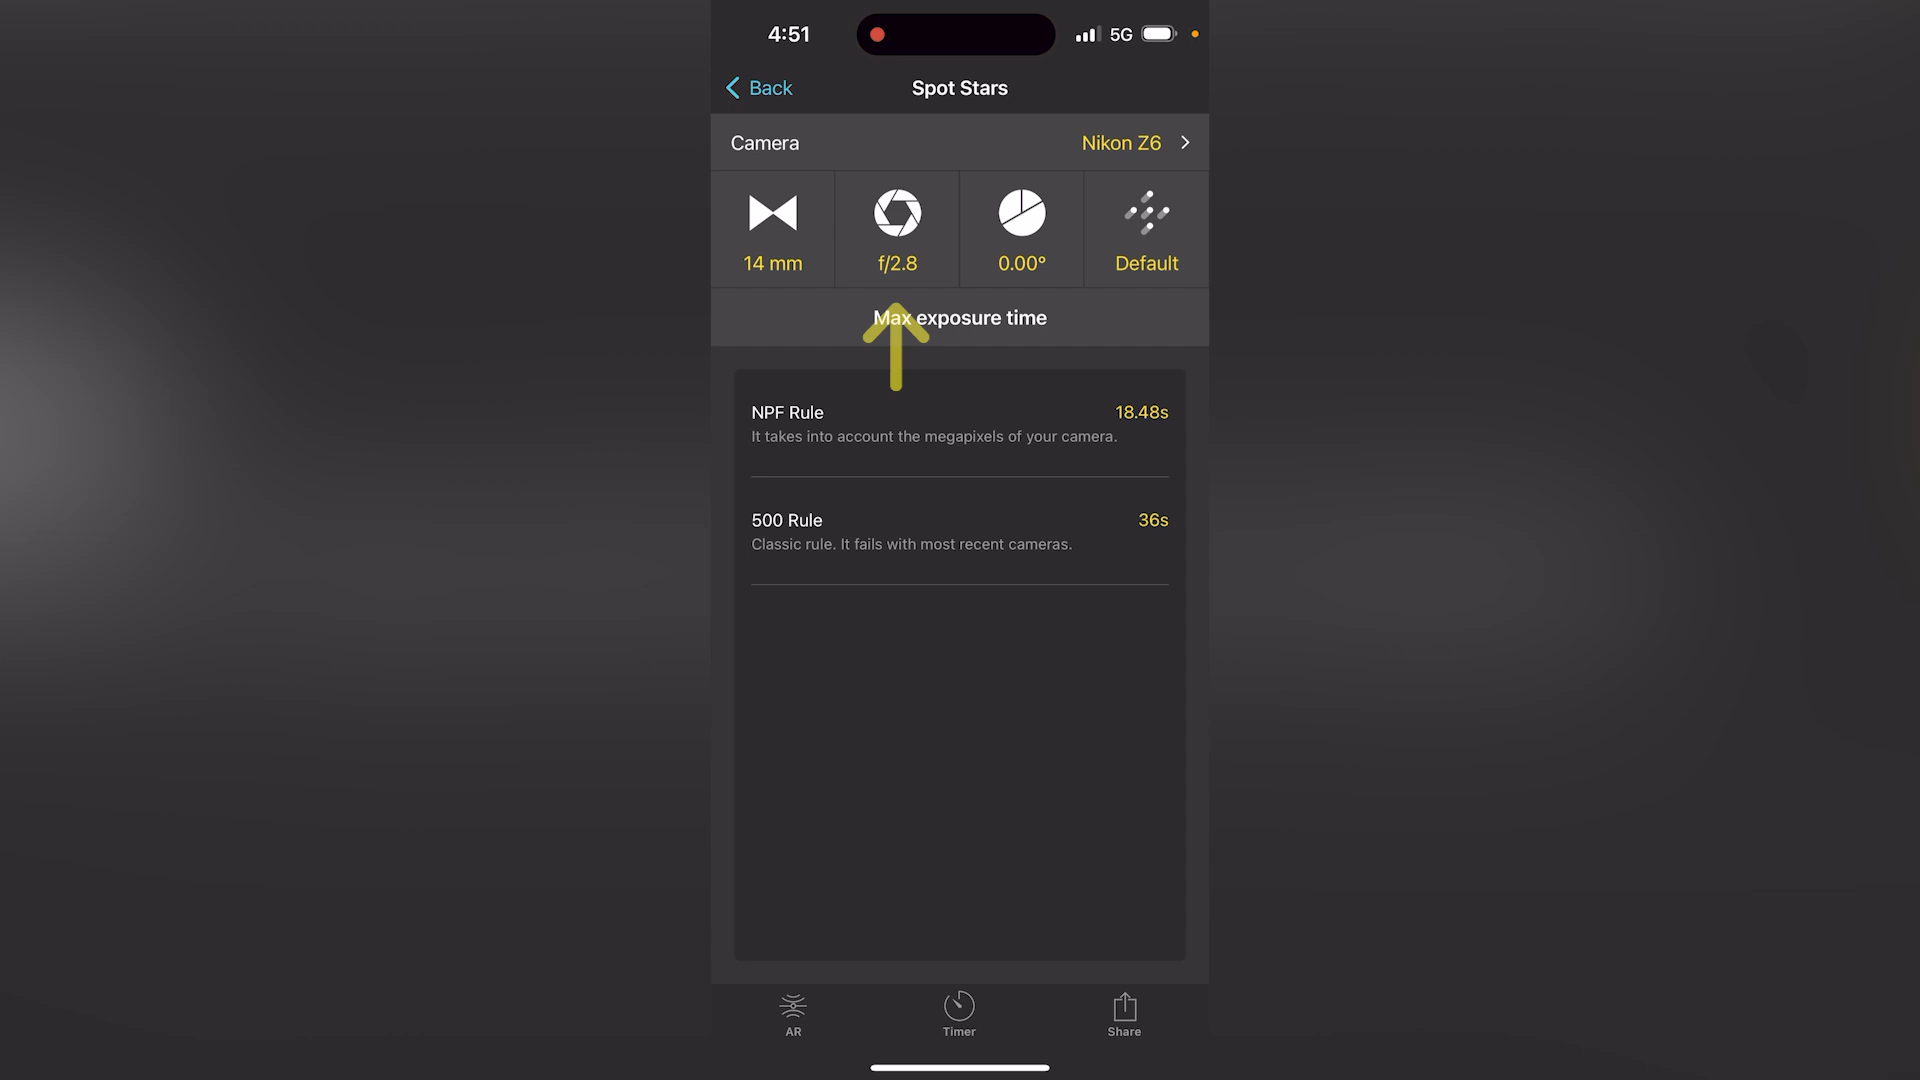 4:51
5G
Back
Spot Stars
Camera
Nikon Z6
14 mm
f/2.8
0.00°
Default
Max exposure time
NPF Rule
18.48s
It takes into account the megapixels of your camera.
500 Rule
36s
Classic rule. It fails with most recent cameras.
AR
Timer
Share